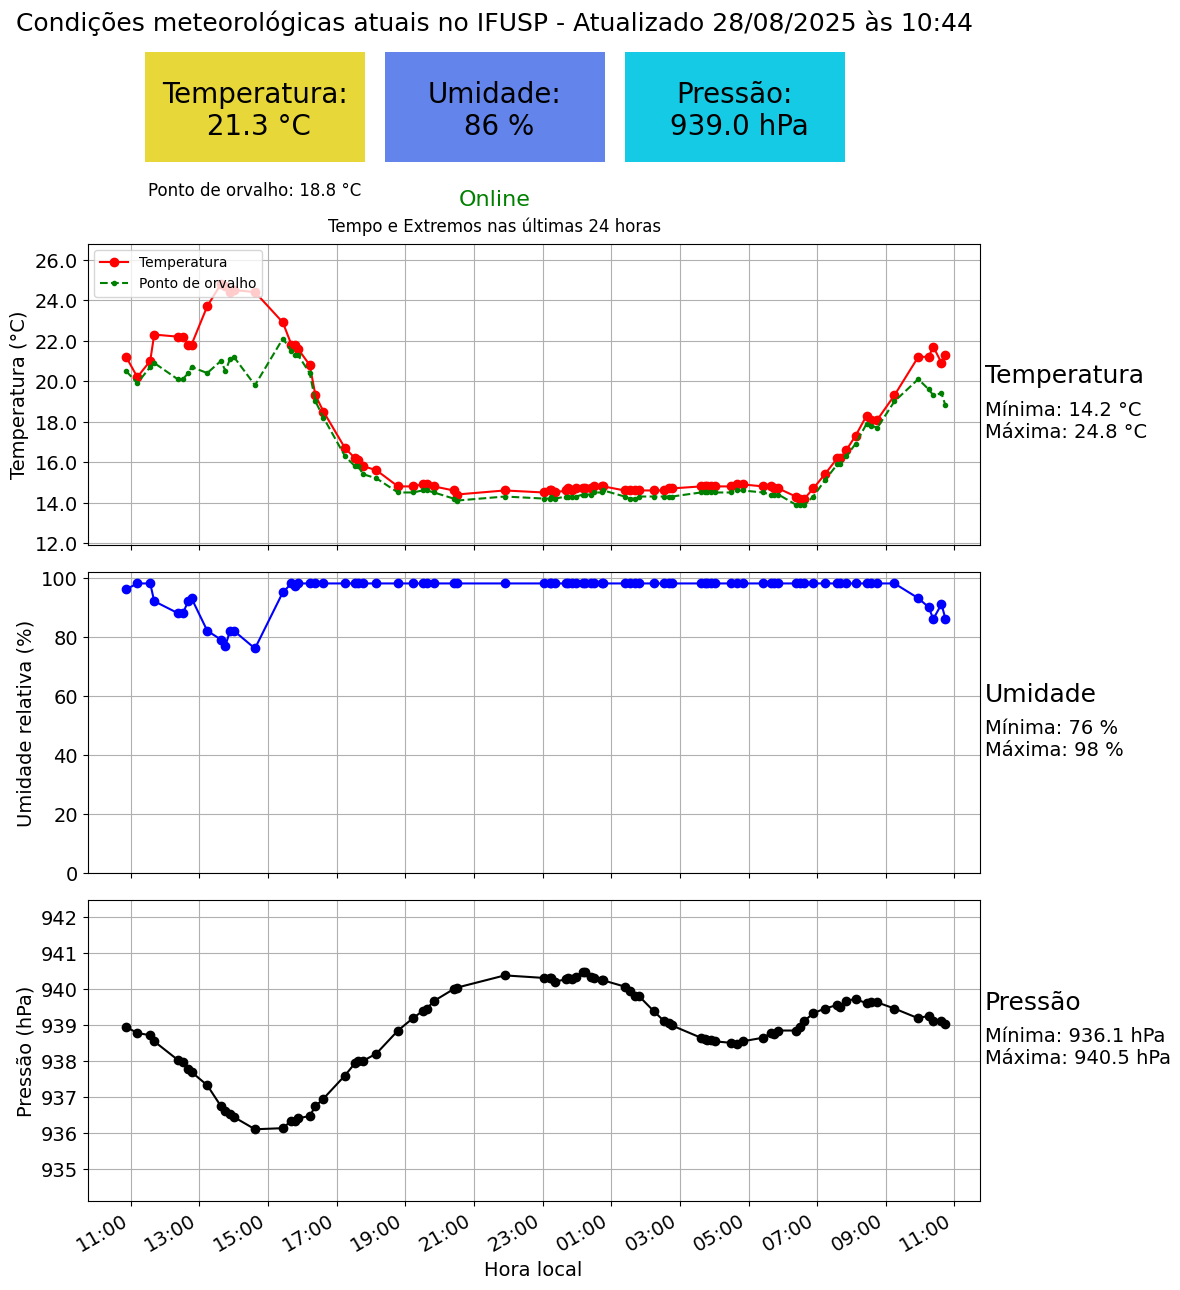 Condições meteorológicas atuais no IFUSP - Atualizado 28/08/2025 às 10:44
Temperatura:
21.3 °C
Umidade:
86 %
Pressão:
939.0 hPa
Ponto de orvalho: 18.8 °C
Online
Tempo e Extremos nas últimas 24 horas
Temperatura (°C)
26.0
24.0
22.0
20.0
18.0
16.0
14.0
12.0
Temperatura
Ponto de orvalho
Temperatura
Mínima: 14.2 °C
Máxima: 24.8 °C
Umidade relativa (%)
100
80
60
40
20
0
Umidade
Mínima: 76 %
Máxima: 98 %
Pressão (hPa)
942
941
940
939
938
937
936
935
Pressão
Mínima: 936.1 hPa
Máxima: 940.5 hPa
11:00
13:00
15:00
17:00
19:00
21:00
23:00
01:00
03:00
05:00
07:00
09:00
11:00
Hora local